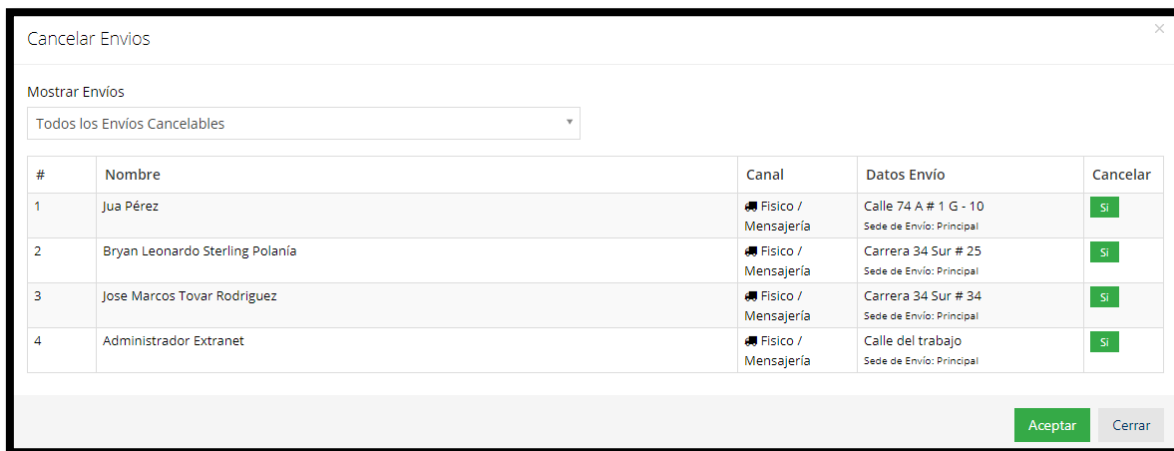 Cancelar Envios
×
Mostrar Envíos
Todos los Envíos Cancelables
# Nombre Canal Datos Envío Cancelar
1 Jua Pérez Fisico / Mensajería Calle 74 A # 1 G - 10 Si
Sede de Envío: Principal
2 Bryan Leonardo Sterling Polanía Fisico / Mensajería Carrera 34 Sur # 25 Si
Sede de Envío: Principal
3 Jose Marcos Tovar Rodriguez Fisico / Mensajería Carrera 34 Sur # 34 Si
Sede de Envío: Principal
4 Administrador Extranet Fisico / Mensajería Calle del trabajo Si
Sede de Envío: Principal
Aceptar Cerrar